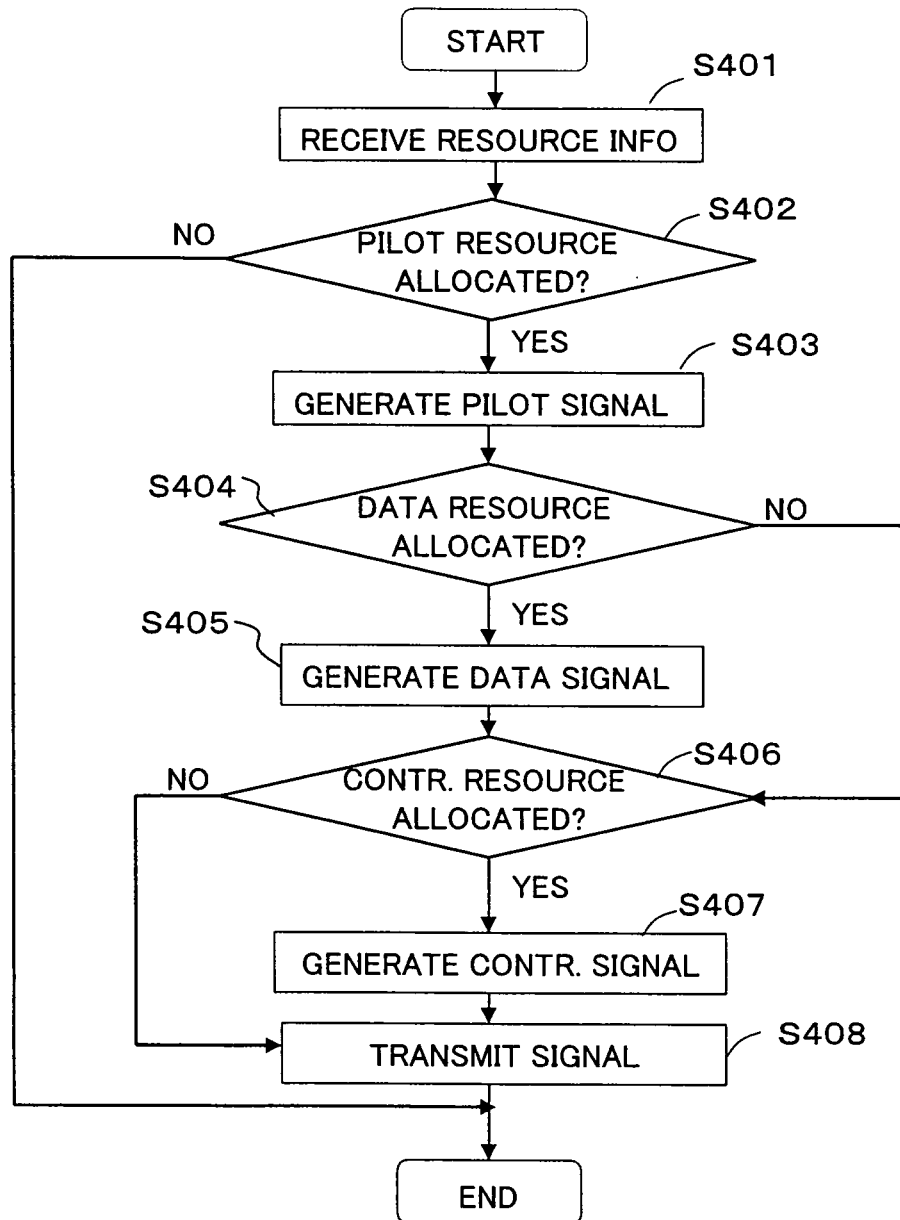 START
S401
RECEIVE RESOURCE INFO
S402
NO
PILOT RESOURCE
ALLOCATED?
YES
S403
GENERATE PILOT SIGNAL
S404
DATA RESOURCE
ALLOCATED?
NO
YES
S405
GENERATE DATA SIGNAL
S406
NO
CONTR. RESOURCE
ALLOCATED?
YES
S407
GENERATE CONTR. SIGNAL
S408
TRANSMIT SIGNAL
END